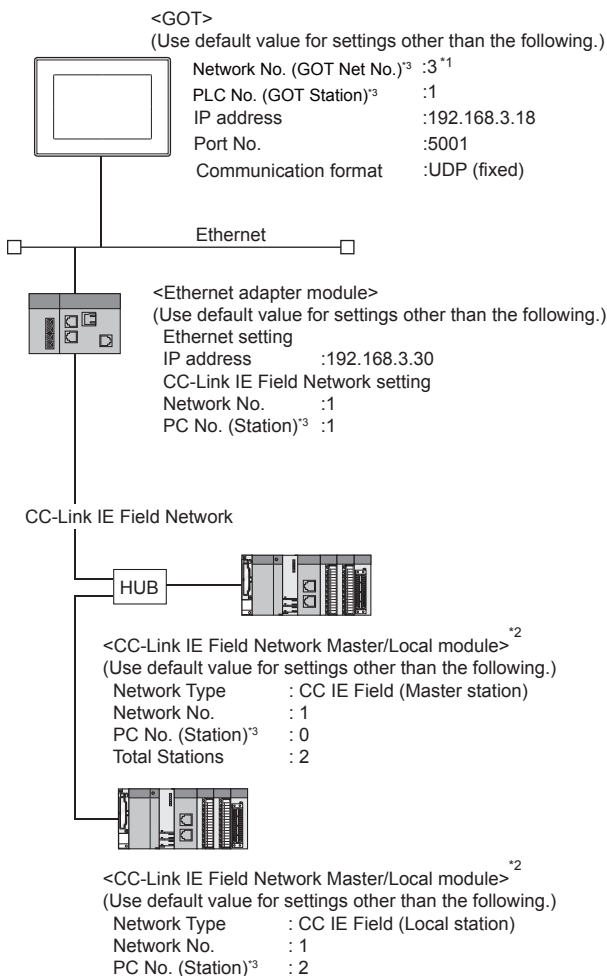 <GOT>
(Use default value for settings other than the following.)
Network No. (GOT Net No.)*3 :3 *1
PLC No. (GOT Station)*3 :1
IP address :192.168.3.18
Port No. :5001
Communication format :UDP (fixed)
Ethernet
<Ethernet adapter module>
(Use default value for settings other than the following.)
Ethernet setting
IP address :192.168.3.30
CC-Link IE Field Network setting
Network No. :1
PC No. (Station)*3 :1
CC-Link IE Field Network
HUB
<CC-Link IE Field Network Master/Local module>*2
(Use default value for settings other than the following.)
Network Type : CC IE Field (Master station)
Network No. : 1
PC No. (Station)*3 : 0
Total Stations : 2
<CC-Link IE Field Network Master/Local module>*2
(Use default value for settings other than the following.)
Network Type : CC IE Field (Local station)
Network No. : 1
PC No. (Station)*3 : 2